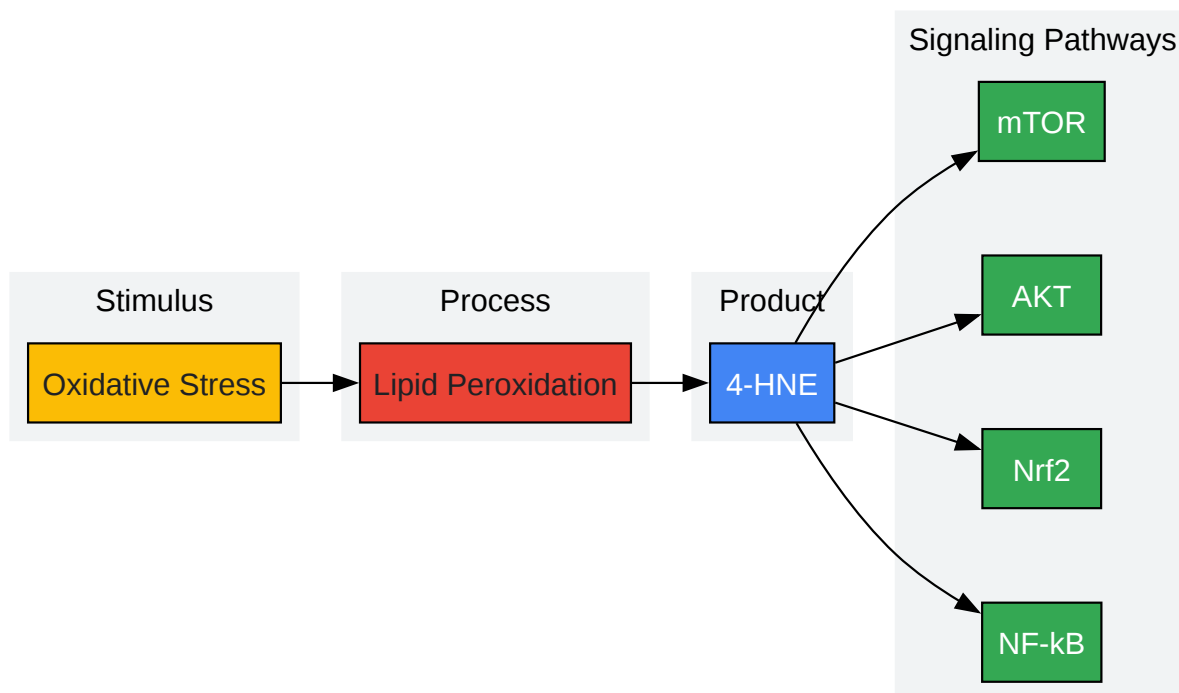 Signaling Pathways
mTOR
Stimulus
Process
Product
AKT
Oxidative Stress
Lipid Peroxidation
4-HNE
Nrf2
NF-kB